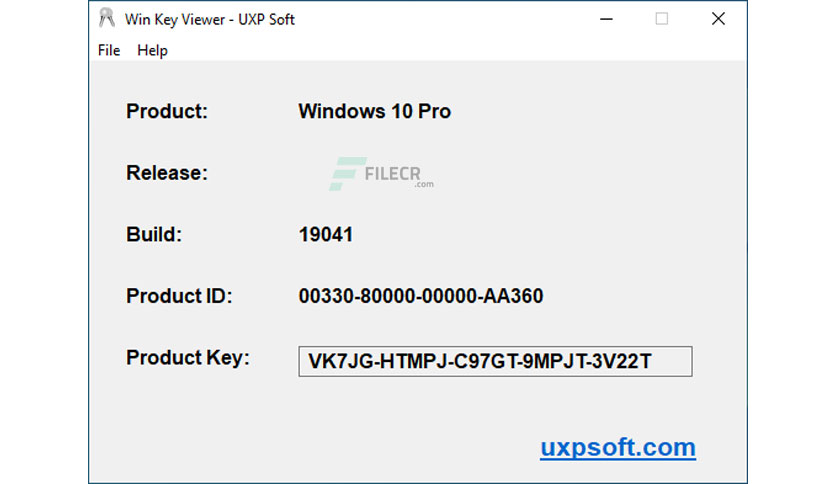 Win Key Viewer - UXP Soft
File Help
Product: Windows 10 Pro
Release: FILECR .com
Build: 19041
Product ID: 00330-80000-00000-AA360
Product Key: VK7JG-HTMPJ-C97GT-9MPJT-3V22T
uxpsoft.com